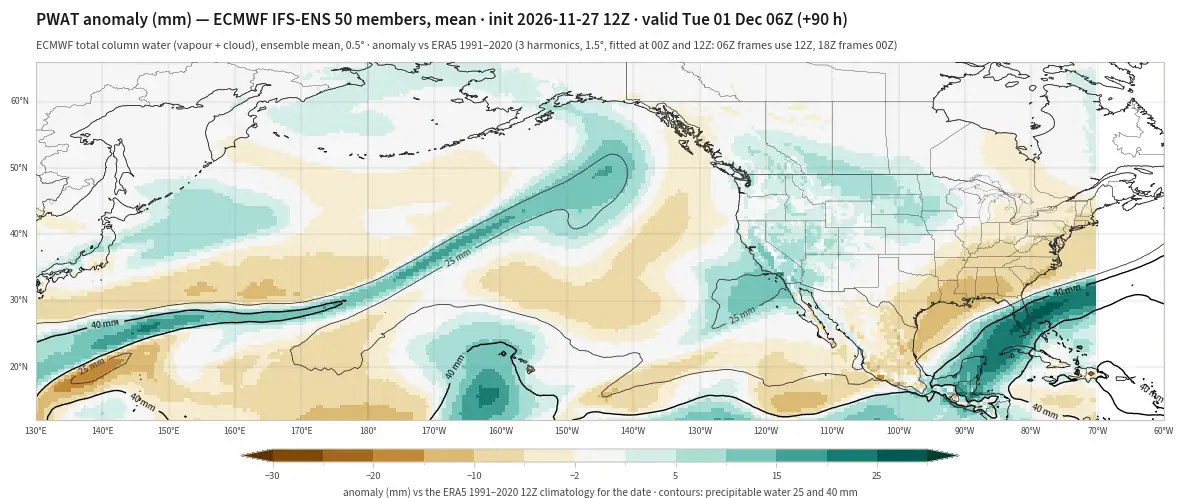 PWAT anomaly (mm) — ECMWF IFS-ENS 50 members, mean · init 2026-11-27 12Z · valid Tue 01 Dec 06Z (+90 h)
ECMWF total column water (vapour + cloud), ensemble mean, 0.5° · anomaly vs ERA5 1991–2020 (3 harmonics, 1.5°, fitted at 00Z and 12Z: 06Z frames use 12Z, 18Z frames 00Z)
60°N
50°N
40°N
25 mm
30°N
40 mm
40 mm
25 mm
20°N
25 mm
40 mm
40 mm
40 mm
40 mm
130°E 140°E 150°E 160°E 170°E 180° 170°W 160°W 150°W 140°W 130°W 120°W 110°W 100°W 90°W 80°W 70°W 60°W
−30 −20 −10 −2 5 15 25
anomaly (mm) vs the ERA5 1991–2020 12Z climatology for the date · contours: precipitable water 25 and 40 mm